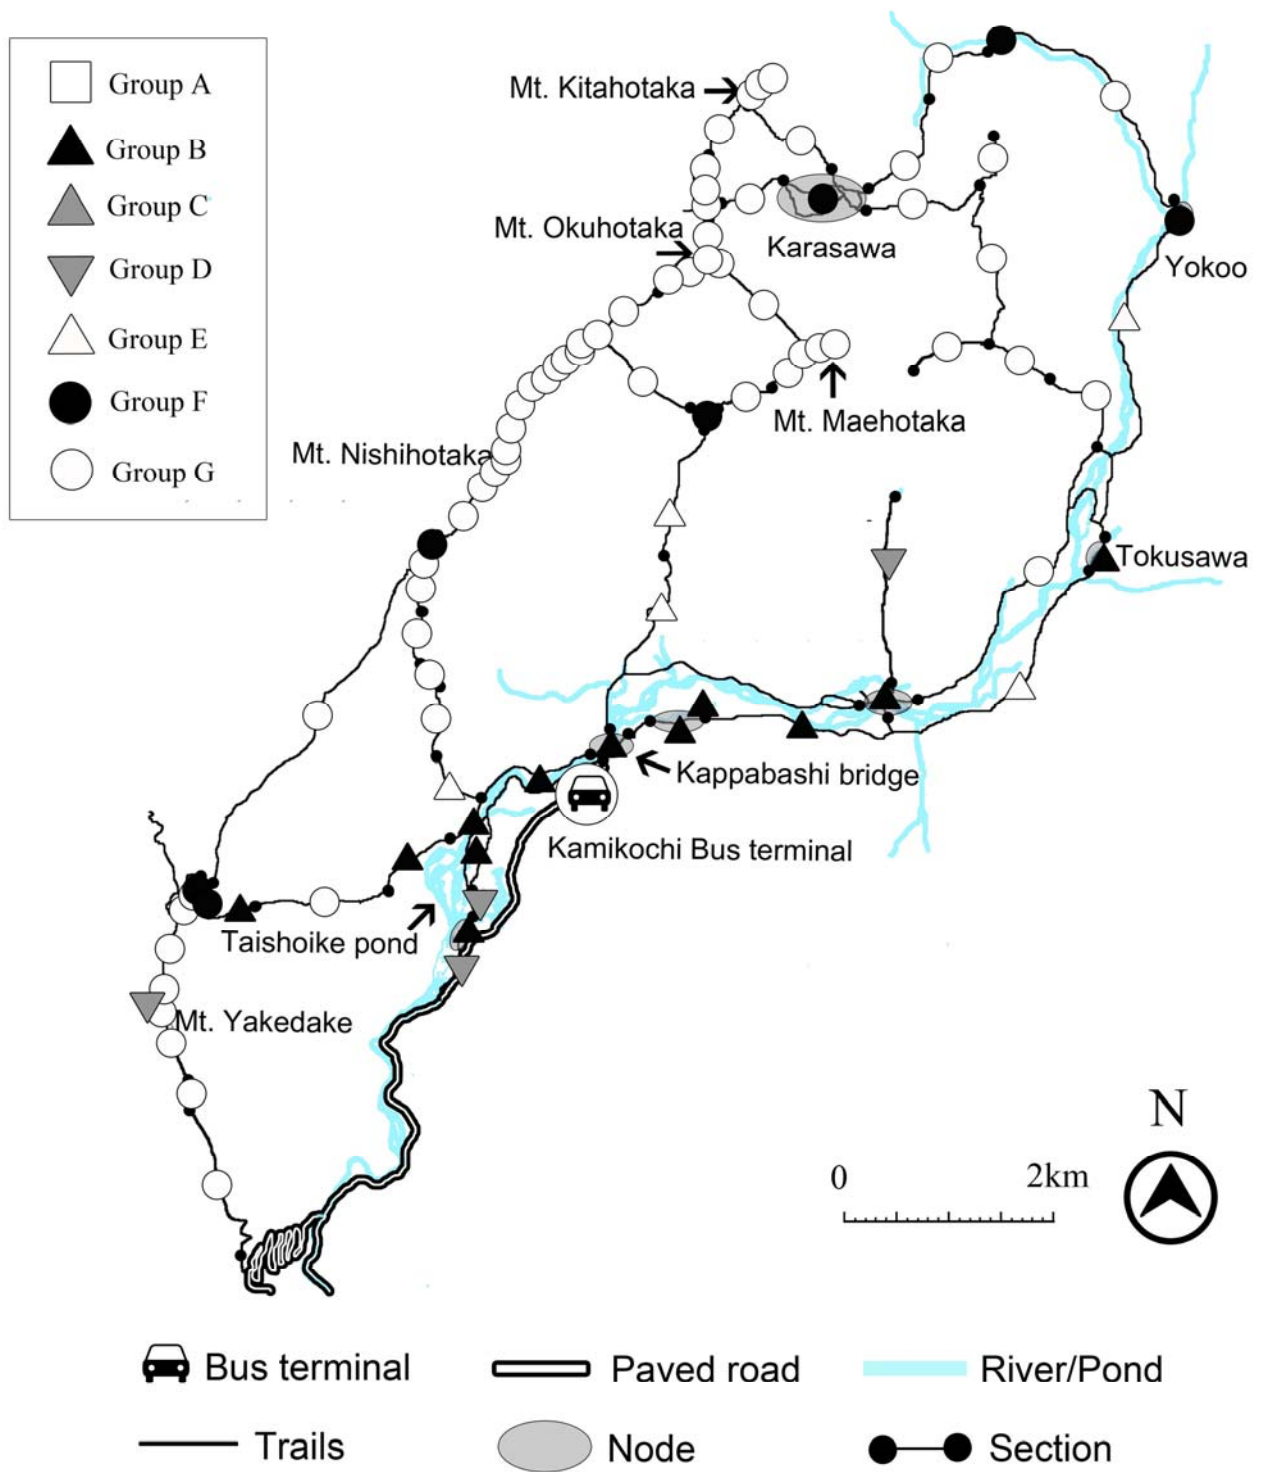 Group A
Group B
Group C
Group D
Group E
Group F
Group G
Mt. Kitahotaka
Mt. Okuhotaka
Karasawa
Yokoo
Mt. Maehotaka
Mt. Nishihotaka
Tokusawa
Kappabashi bridge
Kamikochi Bus terminal
Taishoike pond
Mt. Yakedake
N
0 2km
Bus terminal Paved road River/Pond
Trails Node Section